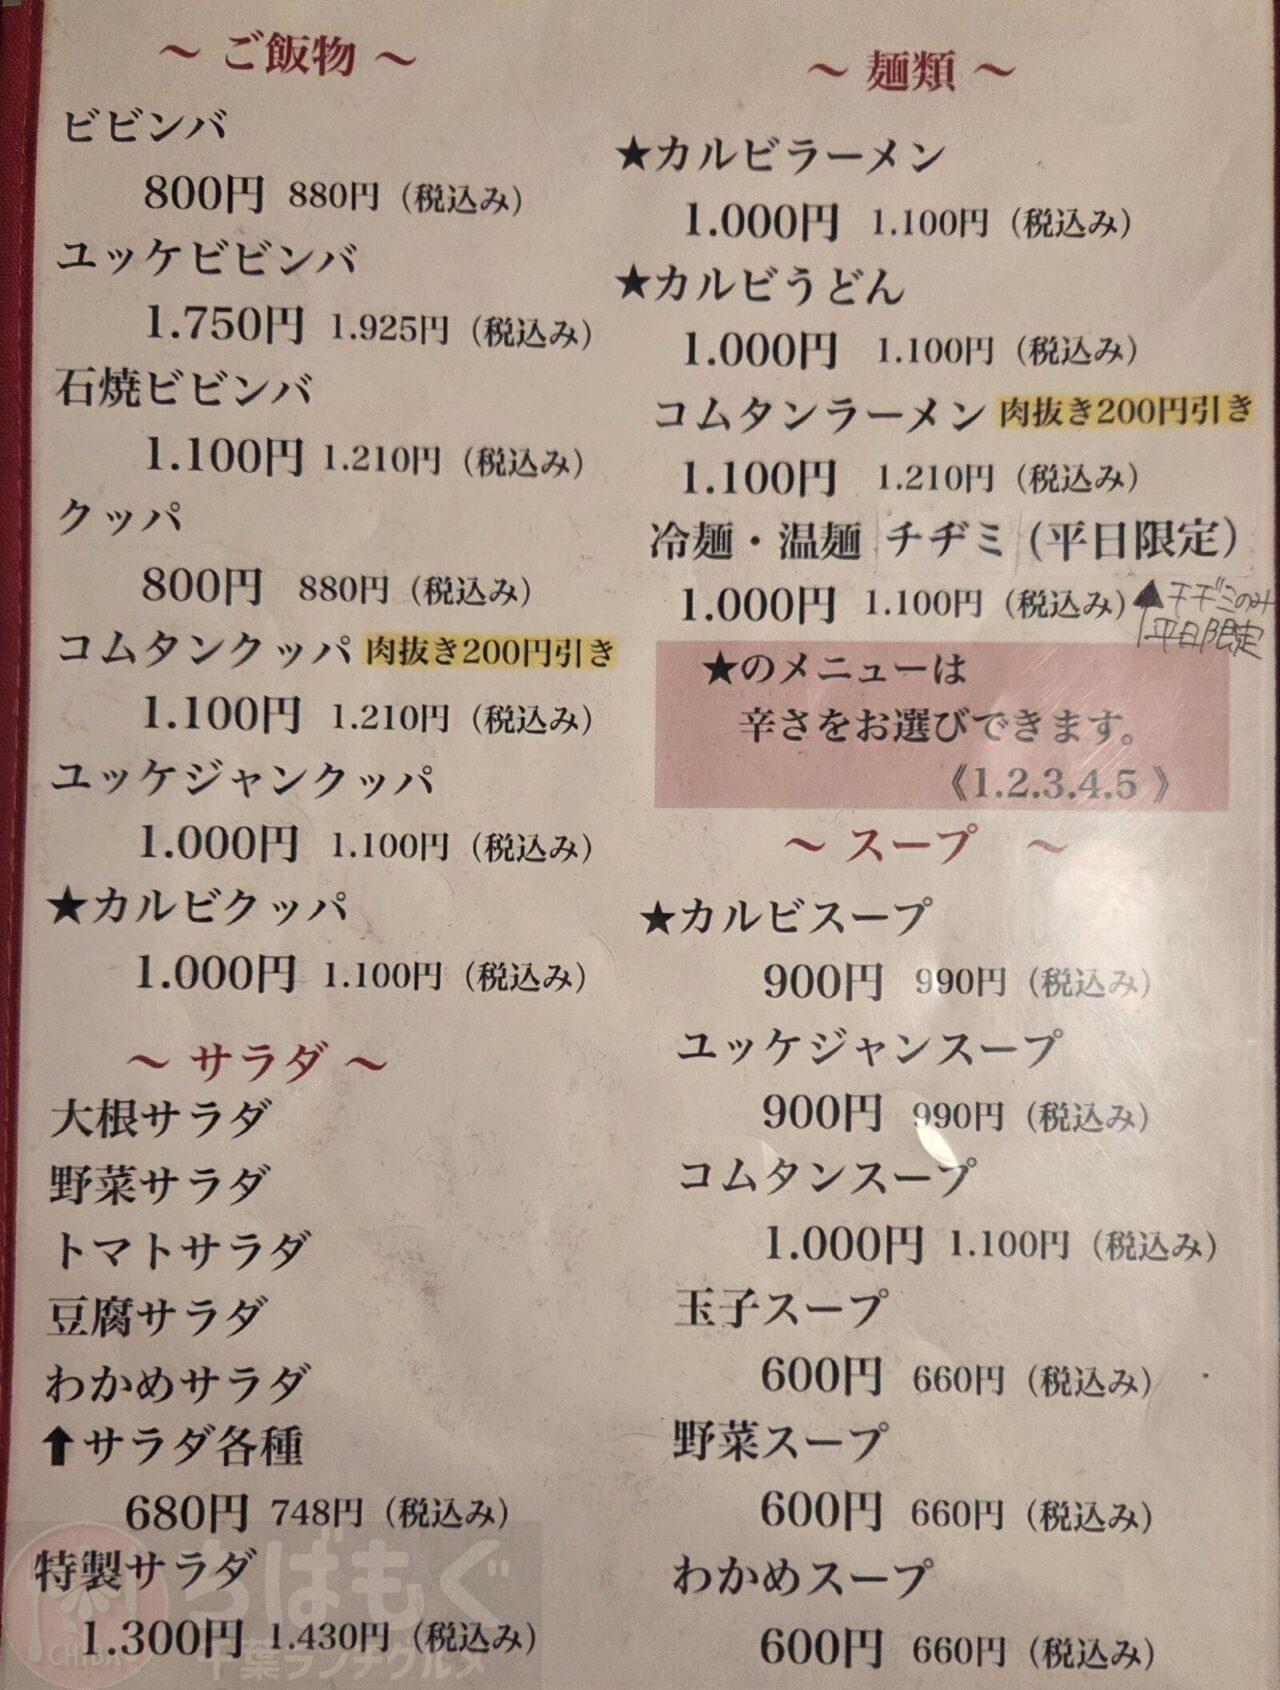 ～ ご飯物 ～
ビビンバ
800円 880円（税込み）
ユッケビビンバ
1.750円 1.925円（税込み）
石焼ビビンバ
1.100円 1.210円（税込み）
クッパ
800円 880円（税込み）
コムタンクッパ 肉抜き200円引き
1.100円 1.210円（税込み）
ユッケジャンクッパ
1.000円 1.100円（税込み）
★カルビクッパ
1.000円 1.100円（税込み）
～ サラダ ～
大根サラダ
野菜サラダ
トマトサラダ
豆腐サラダ
わかめサラダ
⬆サラダ各種
680円 748円（税込み）
特製サラダ
1.300円 1.430円（税込み）
～ 麺類 ～
★カルビラーメン
1.000円 1.100円（税込み）
★カルビうどん
1.000円 1.100円（税込み）
コムタンラーメン 肉抜き200円引き
1.100円 1.210円（税込み）
冷麺・温麺 チヂミ（平日限定）
1.000円 1.100円（税込み）
↑チヂミのみ
平日限定
★のメニューは
辛さをお選びできます。
《1.2.3.4.5 》
～ スープ ～
★カルビスープ
900円 990円（税込み）
ユッケジャンスープ
900円 990円（税込み）
コムタンスープ
1.000円 1.100円（税込み）
玉子スープ
600円 660円（税込み）
野菜スープ
600円 660円（税込み）
わかめスープ
600円 660円（税込み）
ちばもぐ
CHIBA
千葉ランチグルメ